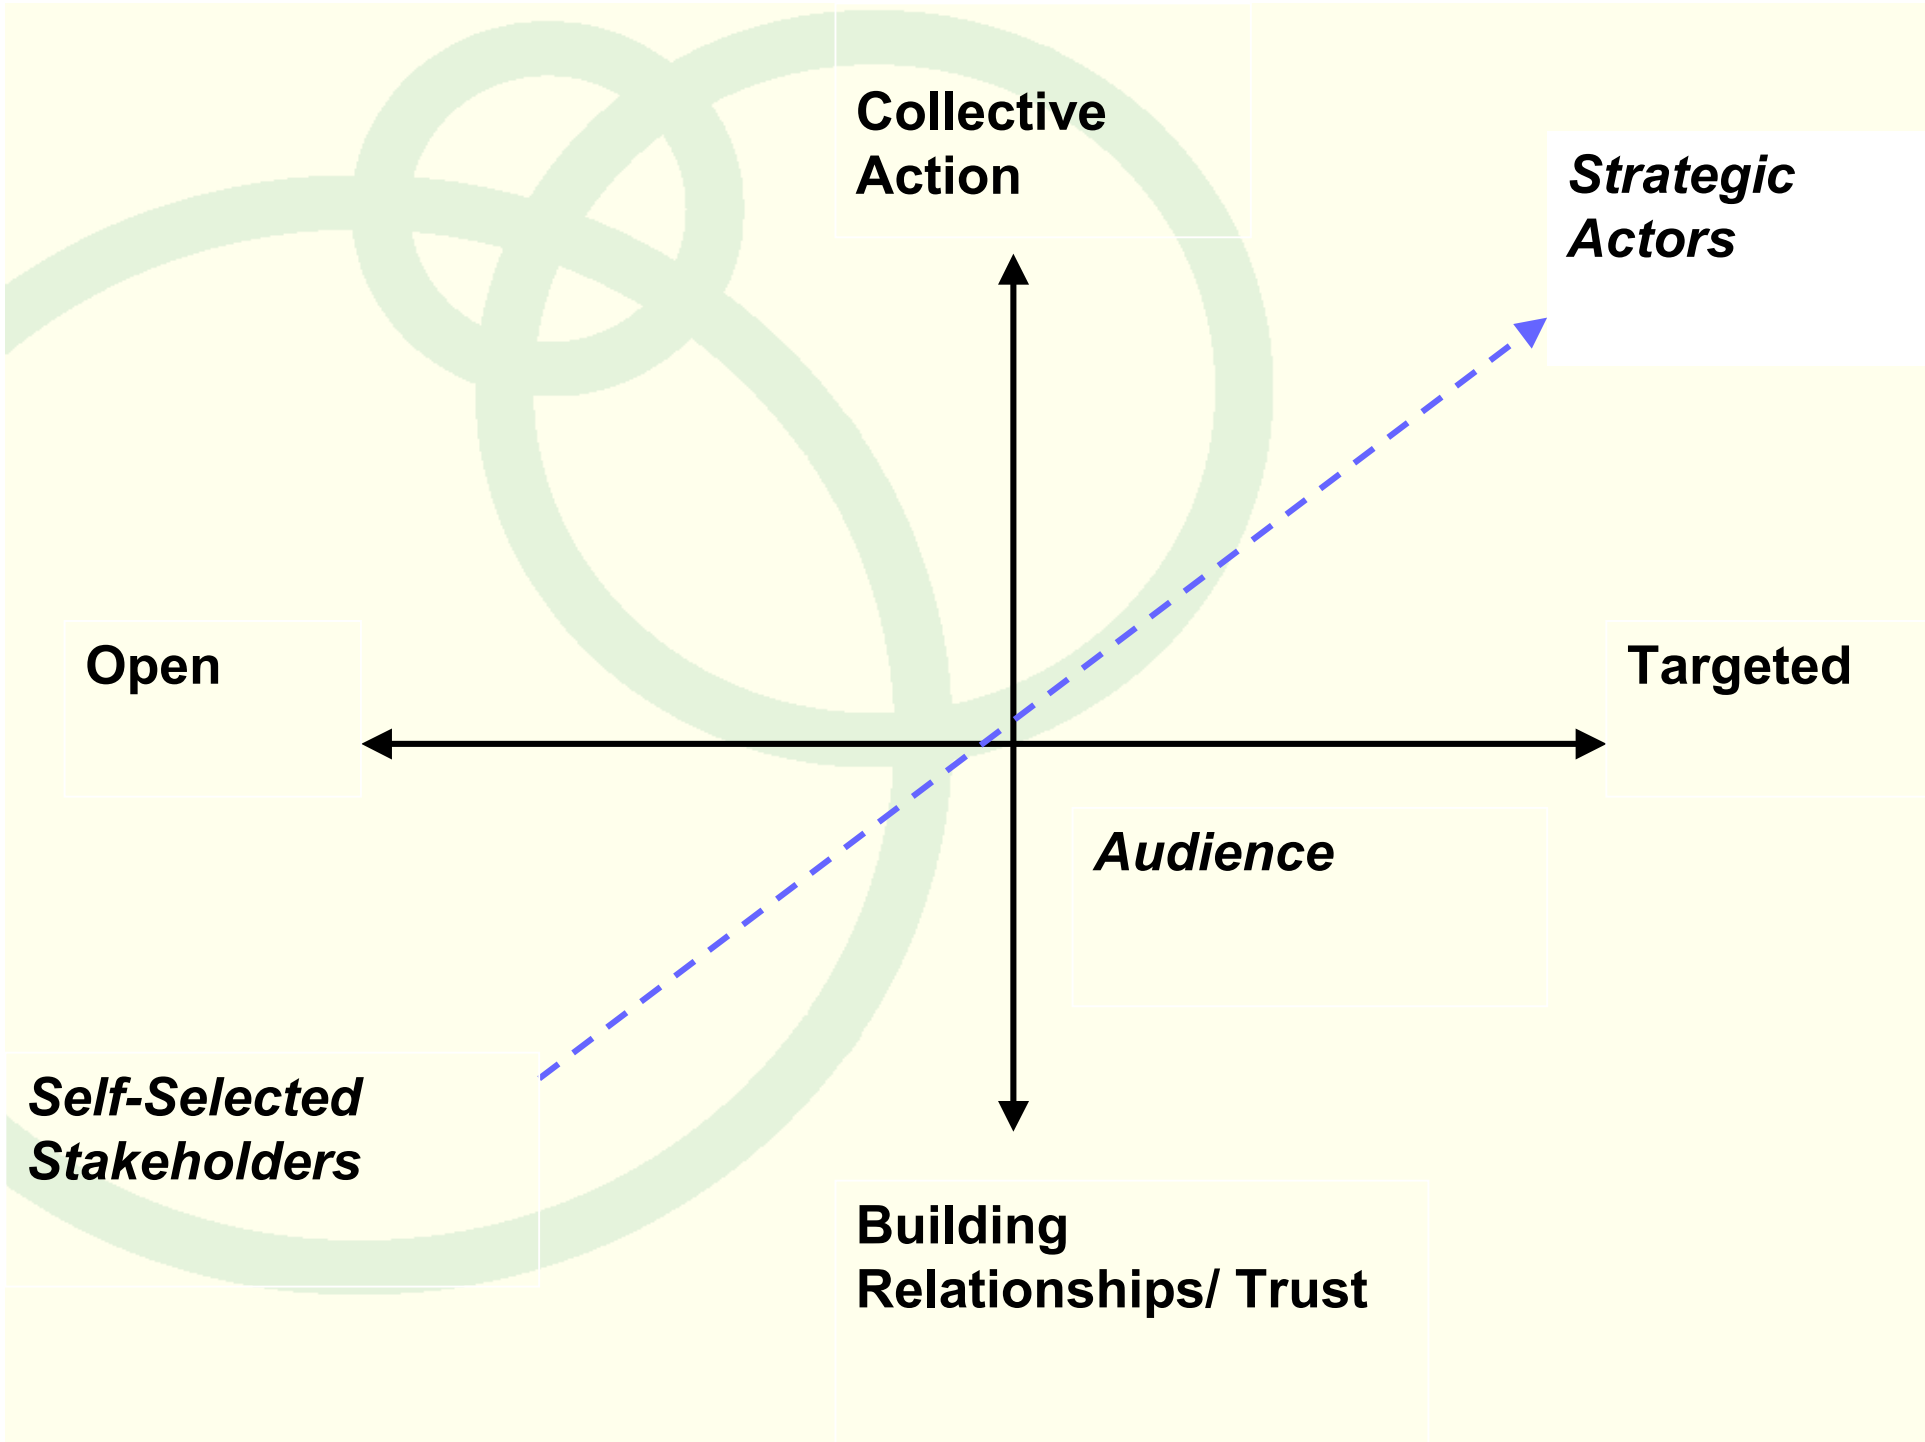 Collective
Action
Strategic
Actors
Open
Targeted
Audience
Self-Selected
Stakeholders
Building
Relationships/ Trust